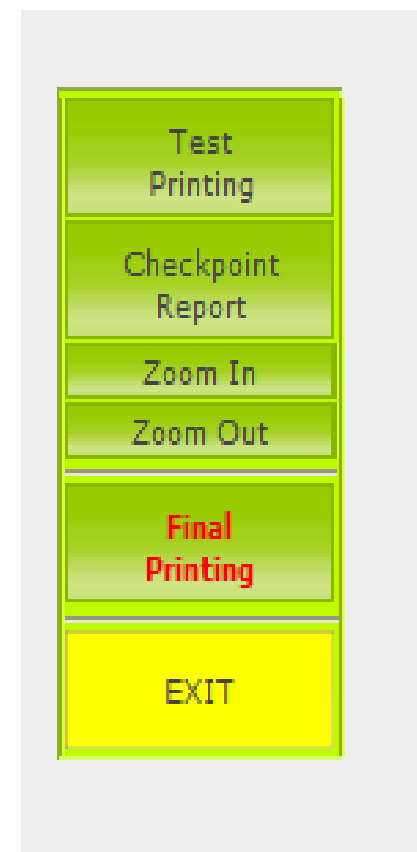 Test
Printing
Checkpoint
Report
Zoom In
Zoom Out
Final
Printing
EXIT